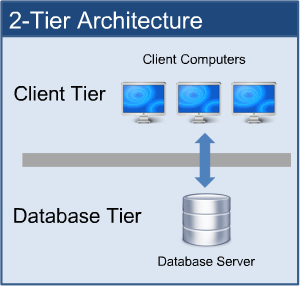 2-Tier Architecture
Client Computers
Client Tier
Database Tier
Database Server